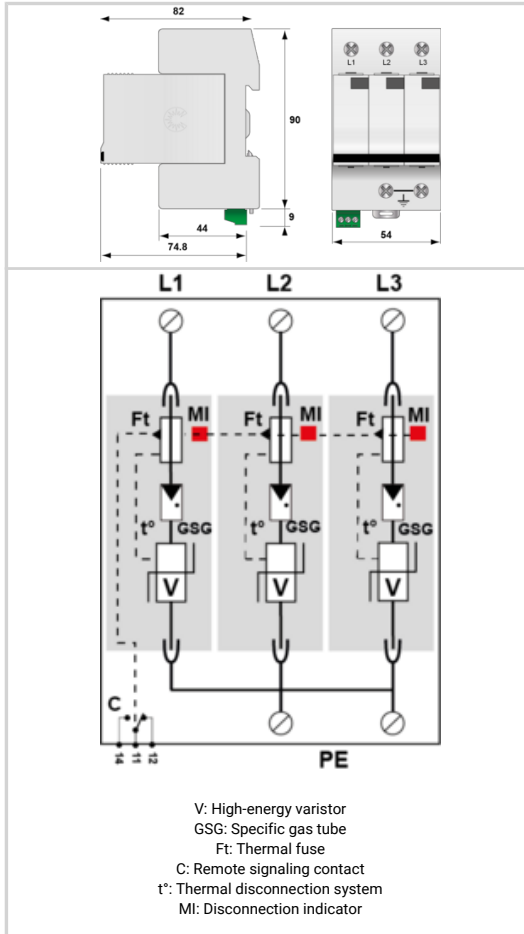 82
L1 L2 L3
90
9
44
74.8
54
L1 L2 L3
Ft MI Ft MI Ft MI
t° GSG t° GSG t° GSG
V V V
C
14 11 12
PE
V: High-energy varistor
GSG: Specific gas tube
Ft: Thermal fuse
C: Remote signaling contact
t°: Thermal disconnection system
MI: Disconnection indicator